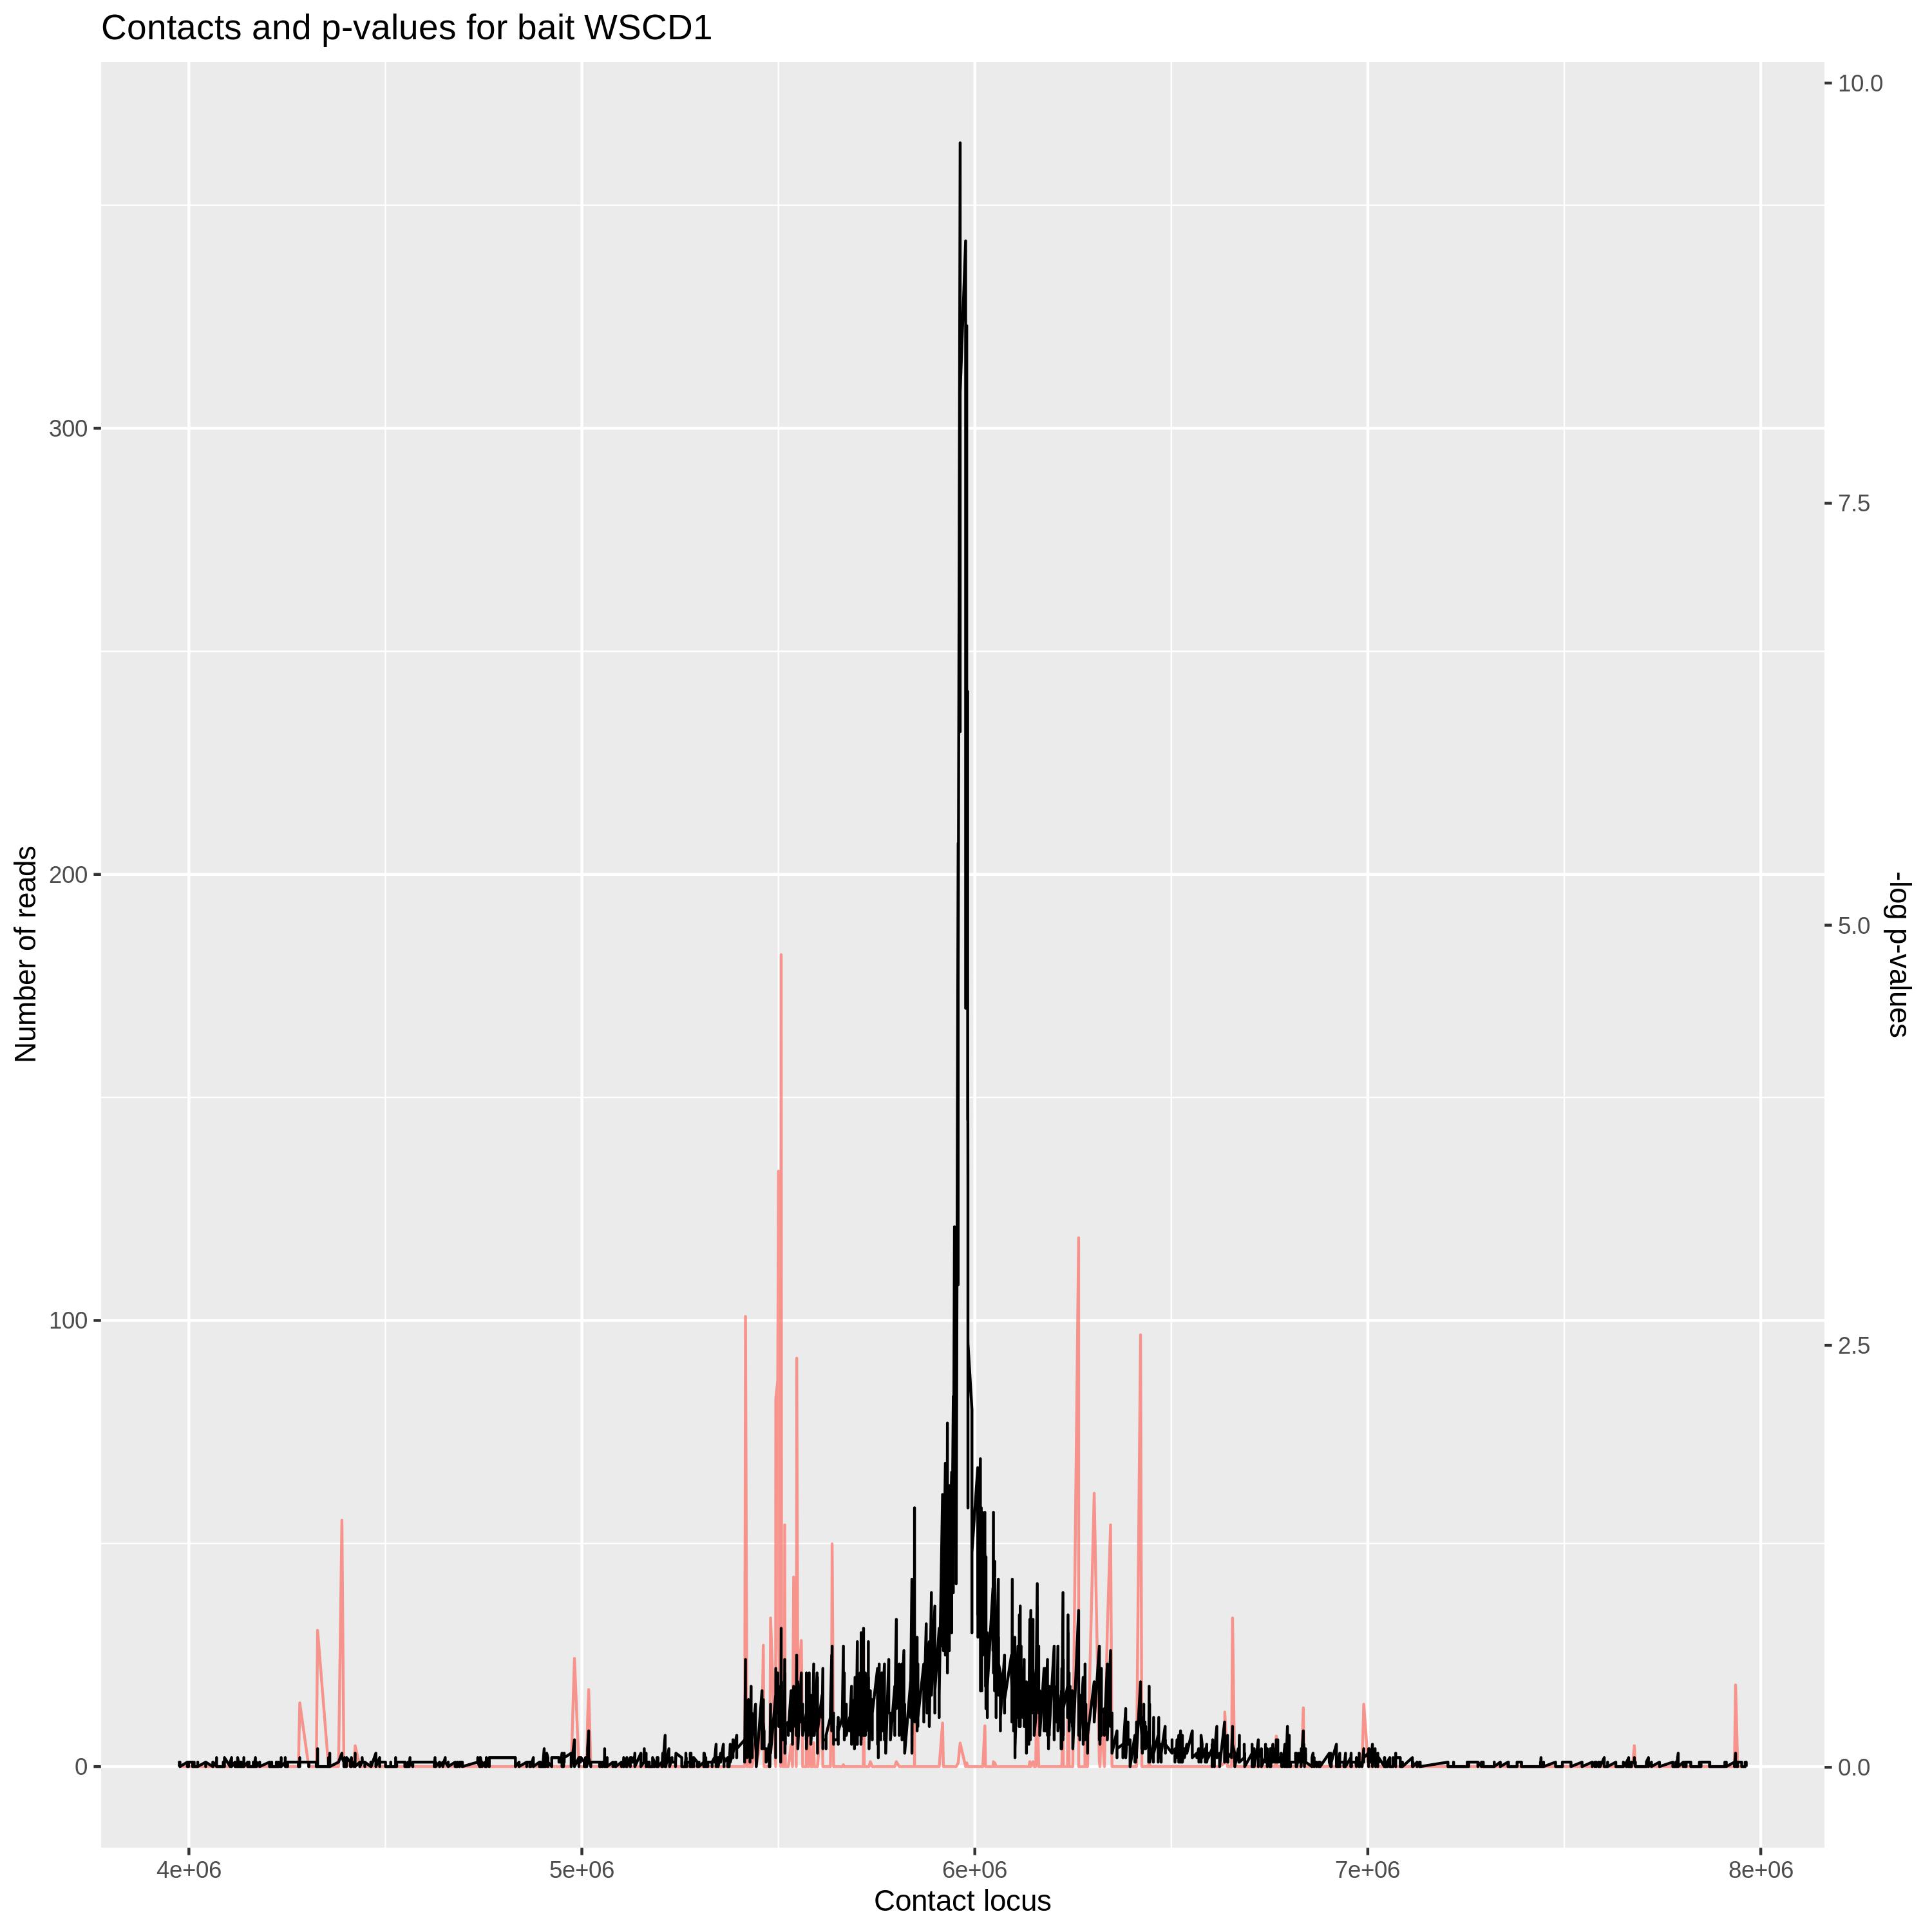 Contacts and p-values for bait WSCD1
10.0
7.5
5.0
2.5
0.0
300
200
100
0
Number of reads
-log p-values
4e+06 5e+06 6e+06 7e+06 8e+06
Contact locus